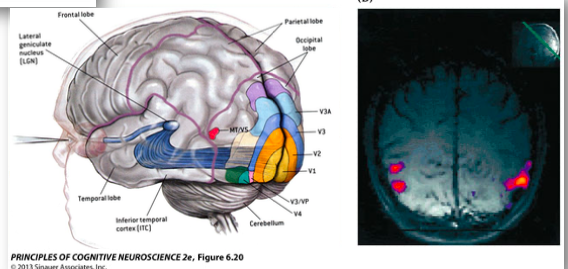 Frontal lobe
Parietal lobe
Lateral
geniculate
nucleus
(LGN)
Occipital
lobe
V3A
MT/V5
V3
V2
V1
Temporal lobe
V3/VP
V4
Inferior temporal
cortex (ITC)
Cerebellum
PRINCIPLES OF COGNITIVE NEUROSCIENCE 2e, Figure 6.20
© 2013 Sinauer Associates, Inc.